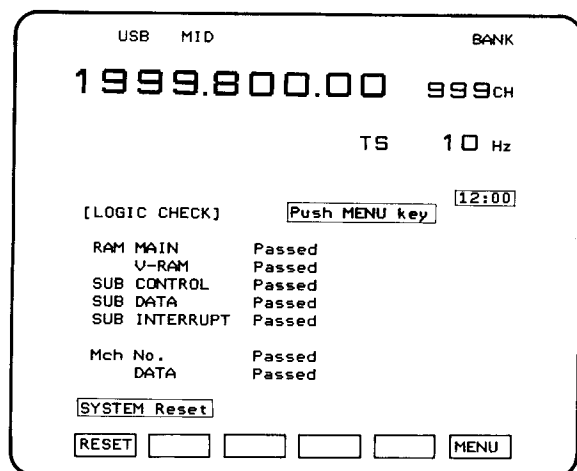 USB MID BANK
1999.800.00 999CH
TS 10 Hz
12:00
[LOGIC CHECK] Push MENU key
RAM MAIN Passed
V-RAM Passed
SUB CONTROL Passed
SUB DATA Passed
SUB INTERRUPT Passed
Mch No. Passed
DATA Passed
SYSTEM Reset
RESET MENU